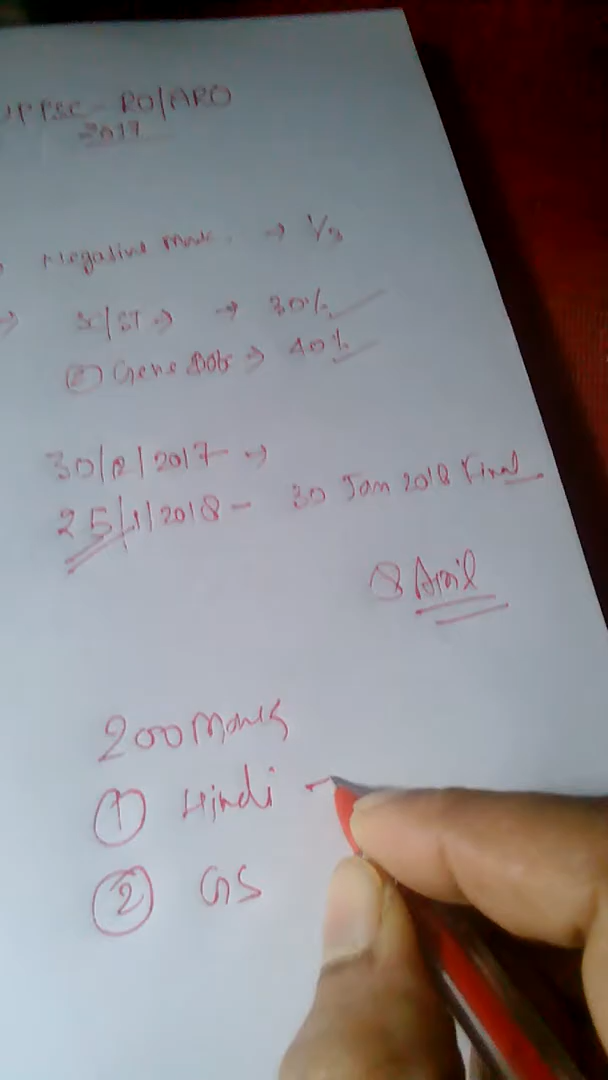 UPPSC - RO/ARO
2017
Negative Mark. → 1/3
→ SC/ST → → 30%
② Gene → 40%
30/12/2017 →
25/1/2018 - 30 Jan 2018 Final
8 April
200 Marks
① Hindi -
② GS